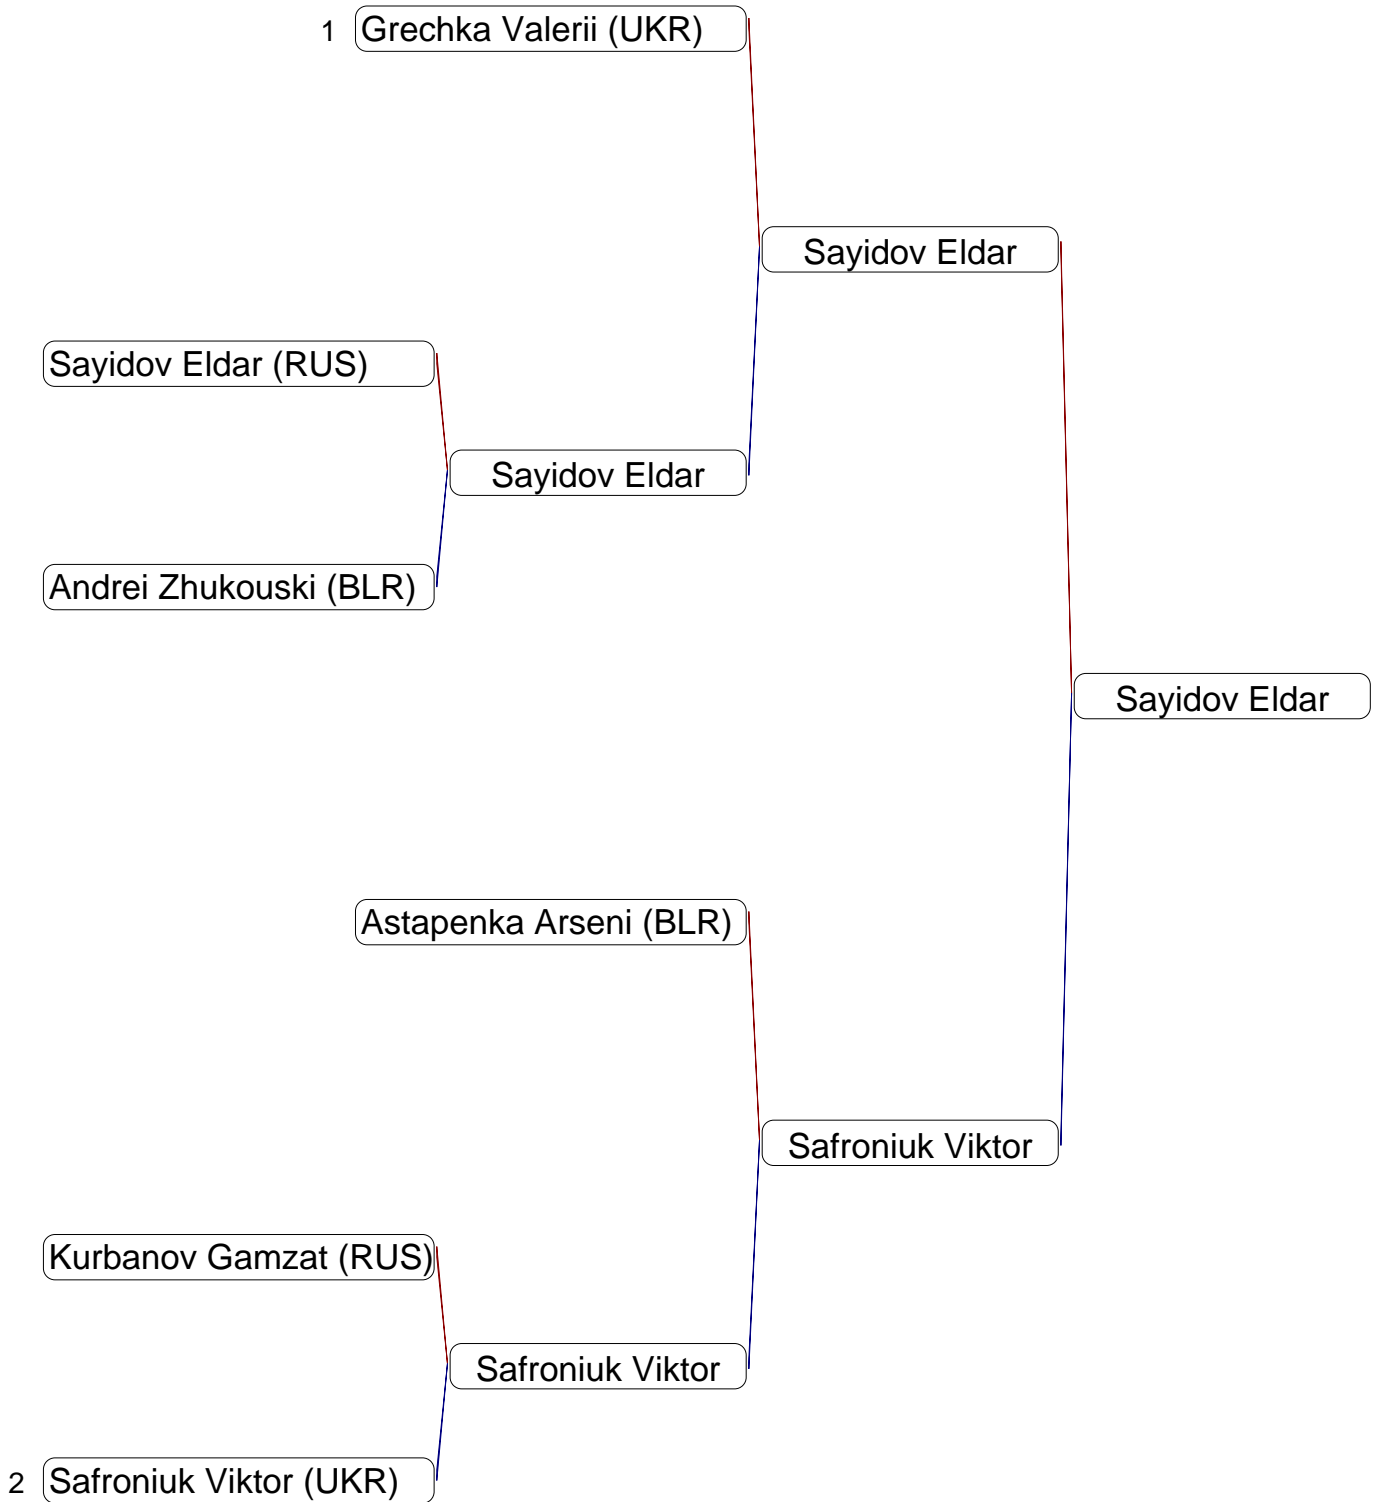 1 Grechka Valerii (UKR)
Sayidov Eldar
Sayidov Eldar (RUS)
Sayidov Eldar
Andrei Zhukouski (BLR)
Sayidov Eldar
Astapenka Arseni (BLR)
Safroniuk Viktor
Kurbanov Gamzat (RUS)
Safroniuk Viktor
2 Safroniuk Viktor (UKR)